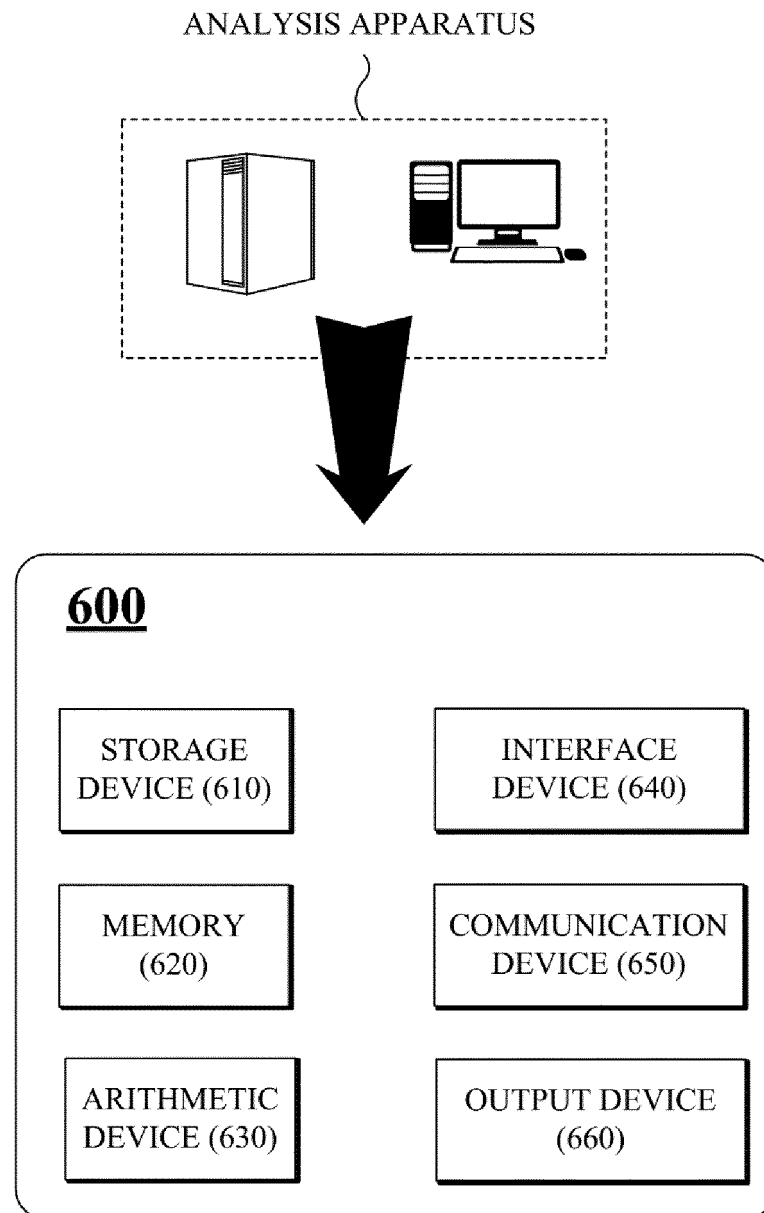 ANALYSIS APPARATUS
600
STORAGE
DEVICE (610)
INTERFACE
DEVICE (640)
MEMORY
(620)
COMMUNICATION
DEVICE (650)
ARITHMETIC
DEVICE (630)
OUTPUT DEVICE
(660)